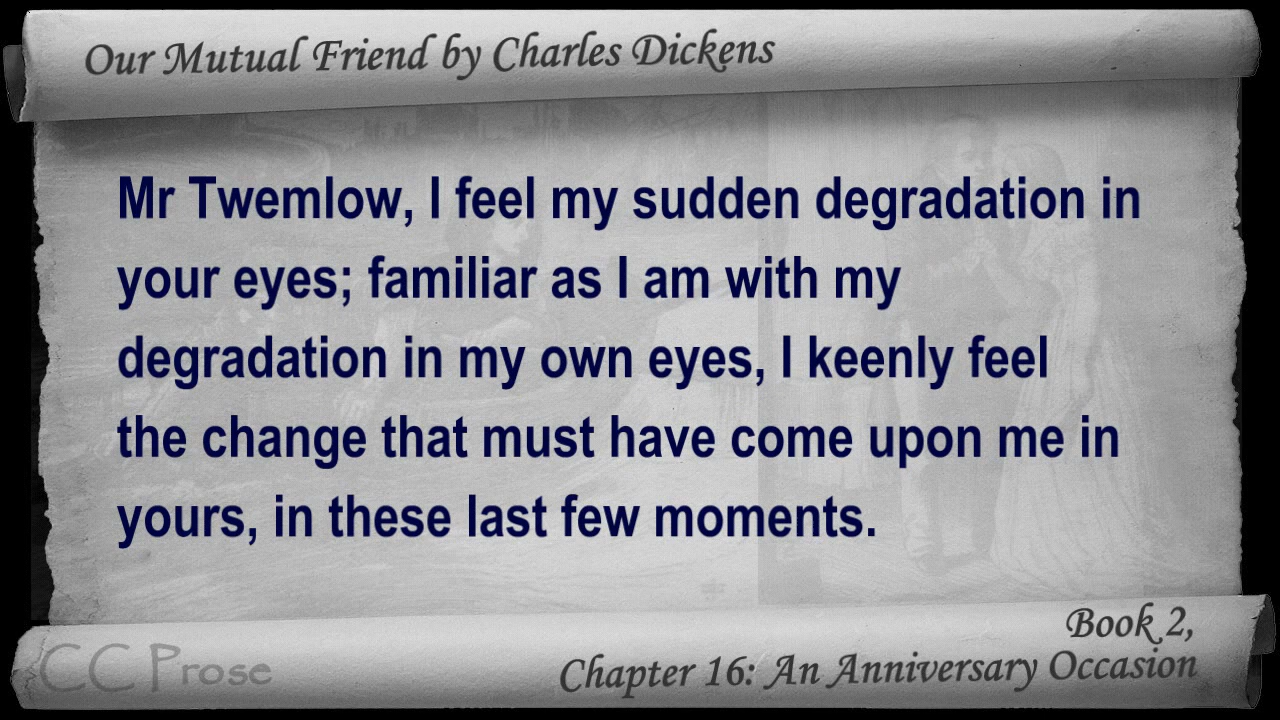 Our Mutual Friend by Charles Dickens
Mr Twemlow, I feel my sudden degradation in
your eyes; familiar as I am with my
degradation in my own eyes, I keenly feel
the change that must have come upon me in
yours, in these last few moments.
Book 2,
CC Prose
Chapter 16: An Anniversary Occasion